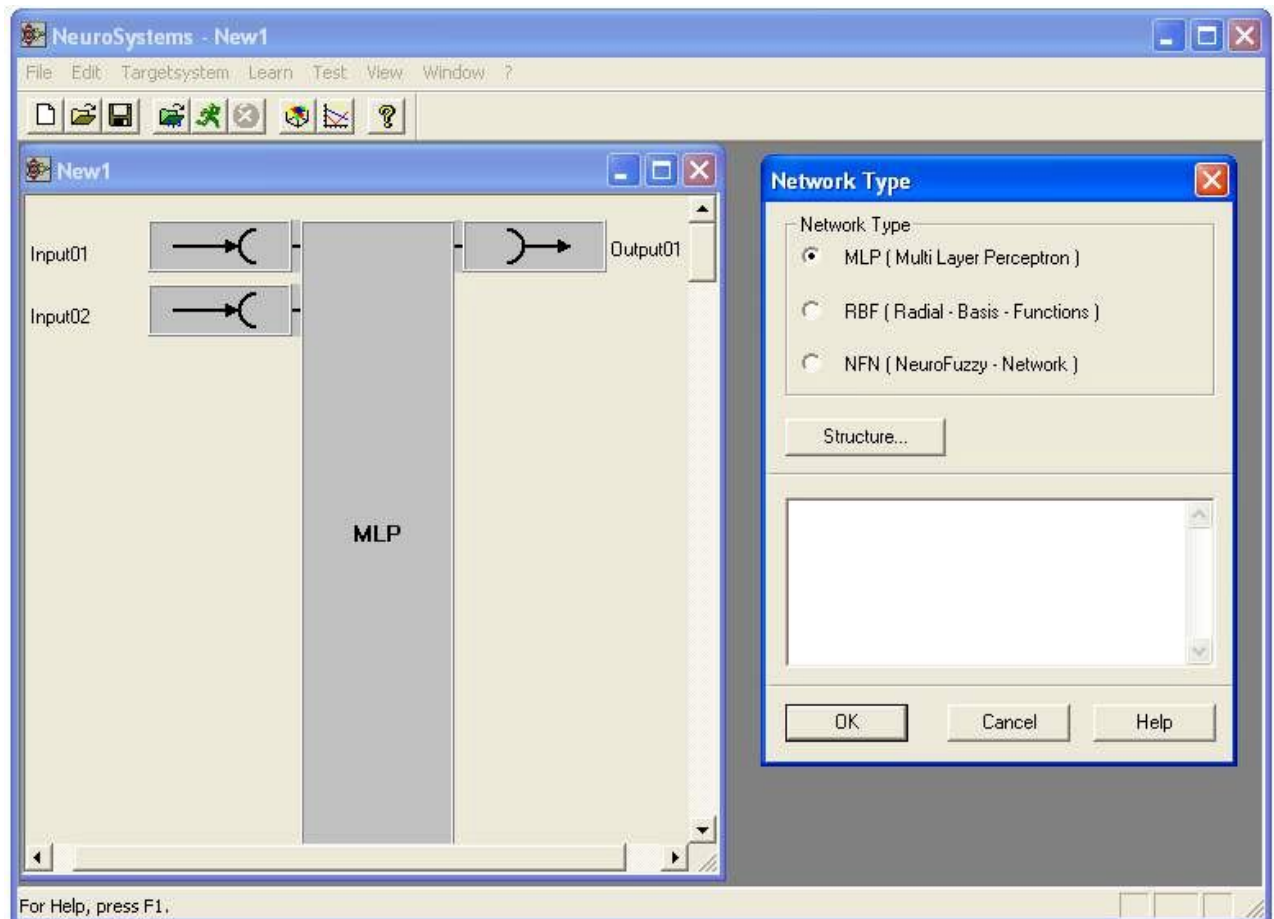 NeuroSystems - New1
File Edit Targetsystem Learn Test View Window ?
New1
Input01
Output01
Input02
MLP
Network Type
Network Type
MLP ( Multi Layer Perceptron )
RBF ( Radial - Basis - Functions )
NFN ( NeuroFuzzy - Network )
Structure...
OK Cancel Help
For Help, press F1.